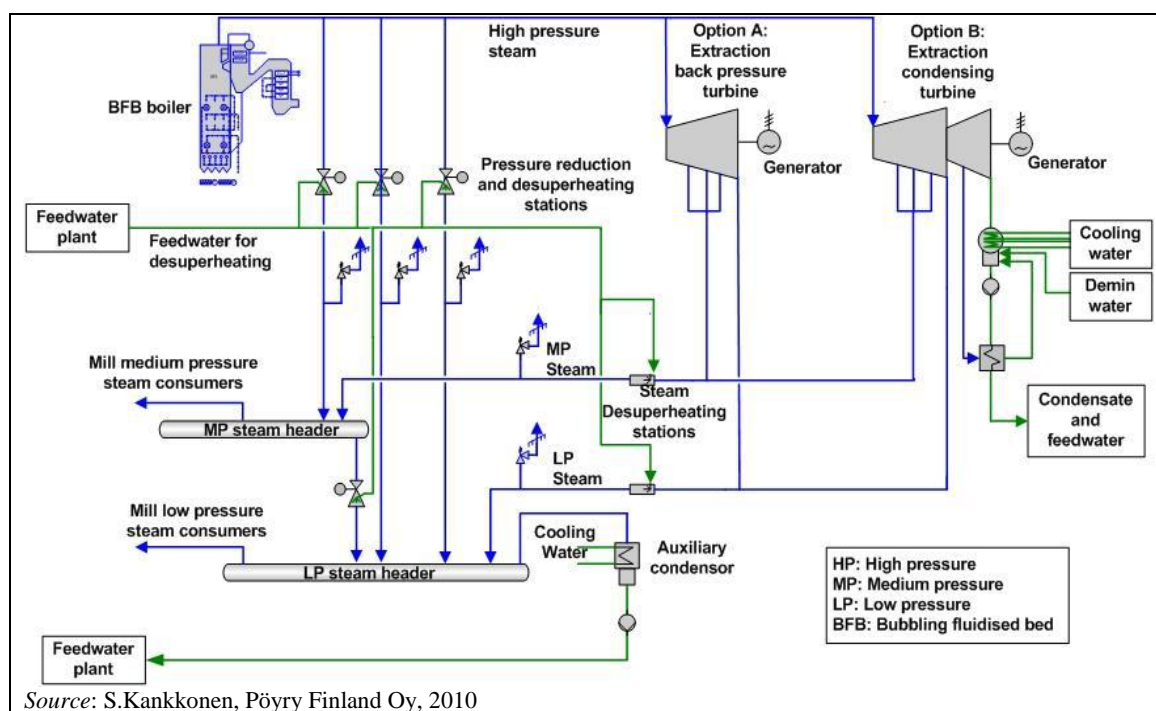 High pressure
steam
Option A:
Extraction
back pressure
turbine
Option B:
Extraction
condensing
turbine
BFB boiler
Generator
Generator
Pressure reduction
and desuperheating
stations
Feedwater
plant
Feedwater for
desuperheating
Cooling
water
Demin
water
MP
Steam
Mill medium pressure
steam consumers
Steam
Desuperheating
stations
Condensate
and
feedwater
MP steam header
LP
Steam
Mill low pressure
steam consumers
Cooling
Water
Auxiliary
condensor
LP steam header
HP: High pressure
MP: Medium pressure
LP: Low pressure
BFB: Bubbling fluidised bed
Feedwater
plant
Source: S.Kankkonen, Pöyry Finland Oy, 2010